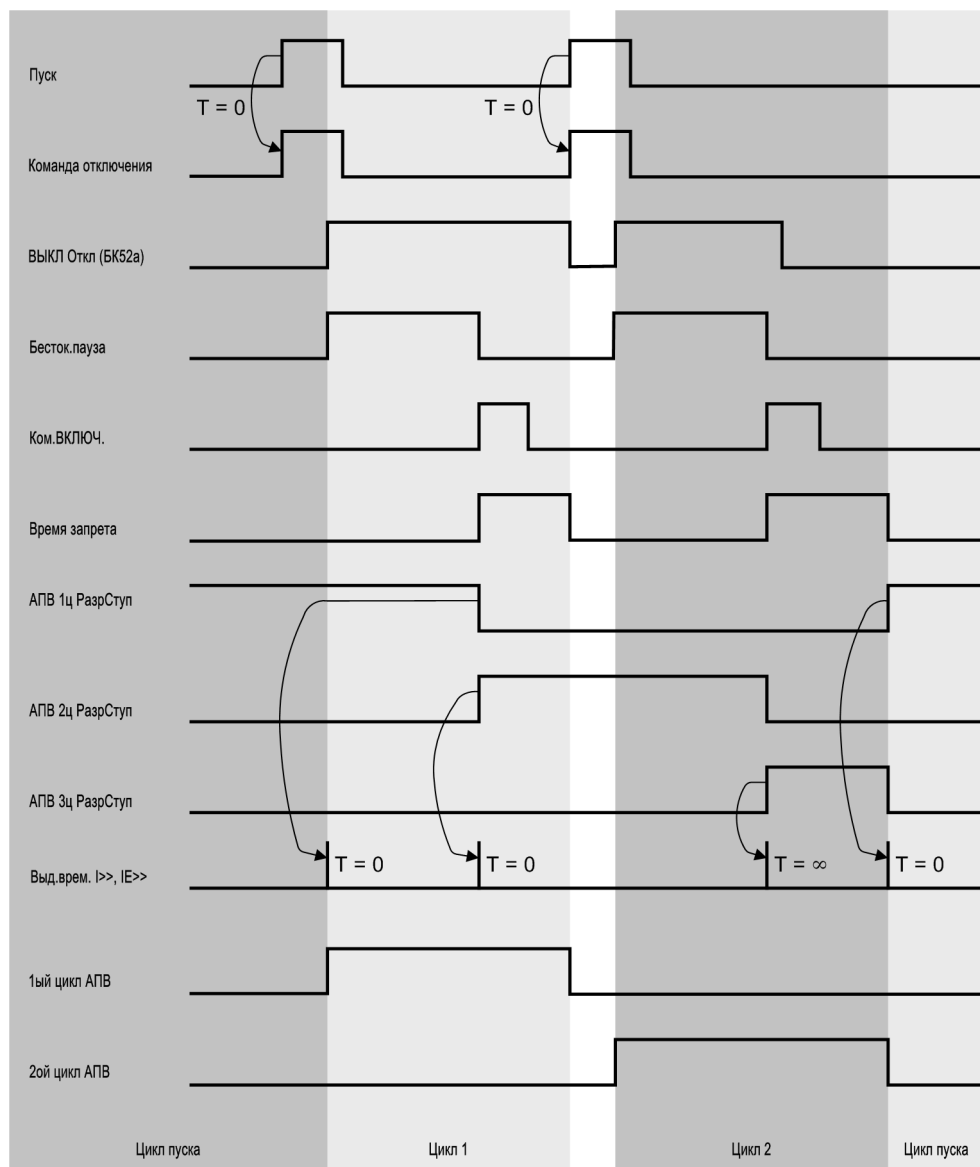 Пуск
T = 0
T = 0
Команда отключения
ВЫКЛ Откл (БК52а)
Бесток.пауза
Ком.ВКЛЮЧ.
Время запрета
АПВ 1ц РазрСтуп
АПВ 2ц РазрСтуп
АПВ 3ц РазрСтуп
Выд.врем. I>>, IE>>
T = 0
T = 0
T = ∞
T = 0
1ый цикл АПВ
2ой цикл АПВ
Цикл пуска
Цикл 1
Цикл 2
Цикл пуска